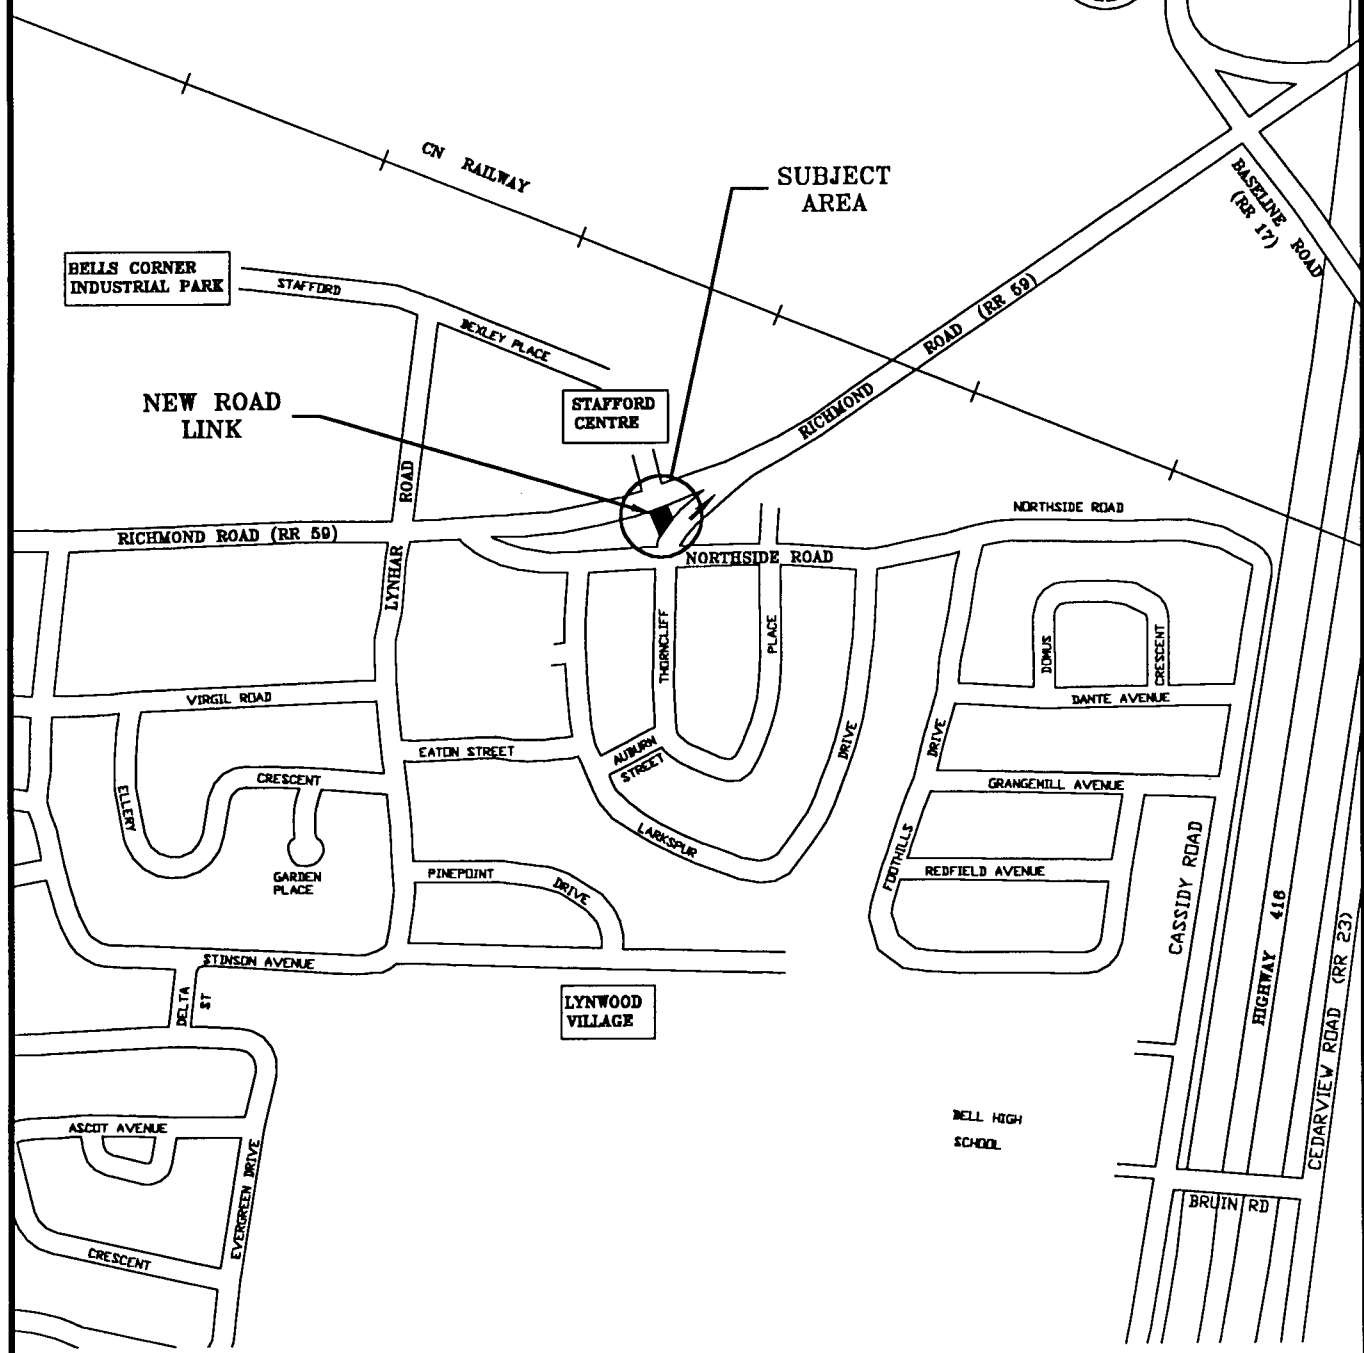 CN RAILWAY
SUBJECT
AREA
BASELINE ROAD
(RR 17)
BELLS CORNER
INDUSTRIAL PARK
STAFFORD
BEXLEY PLACE
ROAD (RR 59)
RICHMOND
NEW ROAD
LINK
STAFFORD
CENTRE
ROAD
LYNHAR
RICHMOND ROAD (RR 59)
NORTHSIDE ROAD
NORTHSIDE ROAD
THORNCLIFF
PLACE
DOMUS
CRESCENT
VIRGIL ROAD
DANTE AVENUE
EATON STREET
AUBURN
STREET
DRIVE
DRIVE
CRESCENT
ELLERY
GRANGEMILL AVENUE
LARKSPUR
FOOTHILLS
CASSIDY ROAD
GARDEN
PLACE
PINEPOINT
DRIVE
REDFIELD AVENUE
HIGHWAY 416
CEDARVIEW ROAD (RR 23)
STINSON AVENUE
DELTA
ST
LYNWOOD
VILLAGE
ASCOT AVENUE
EVERGREEN DRIVE
BELL HIGH
SCHOOL
BRUIN RD
CRESCENT